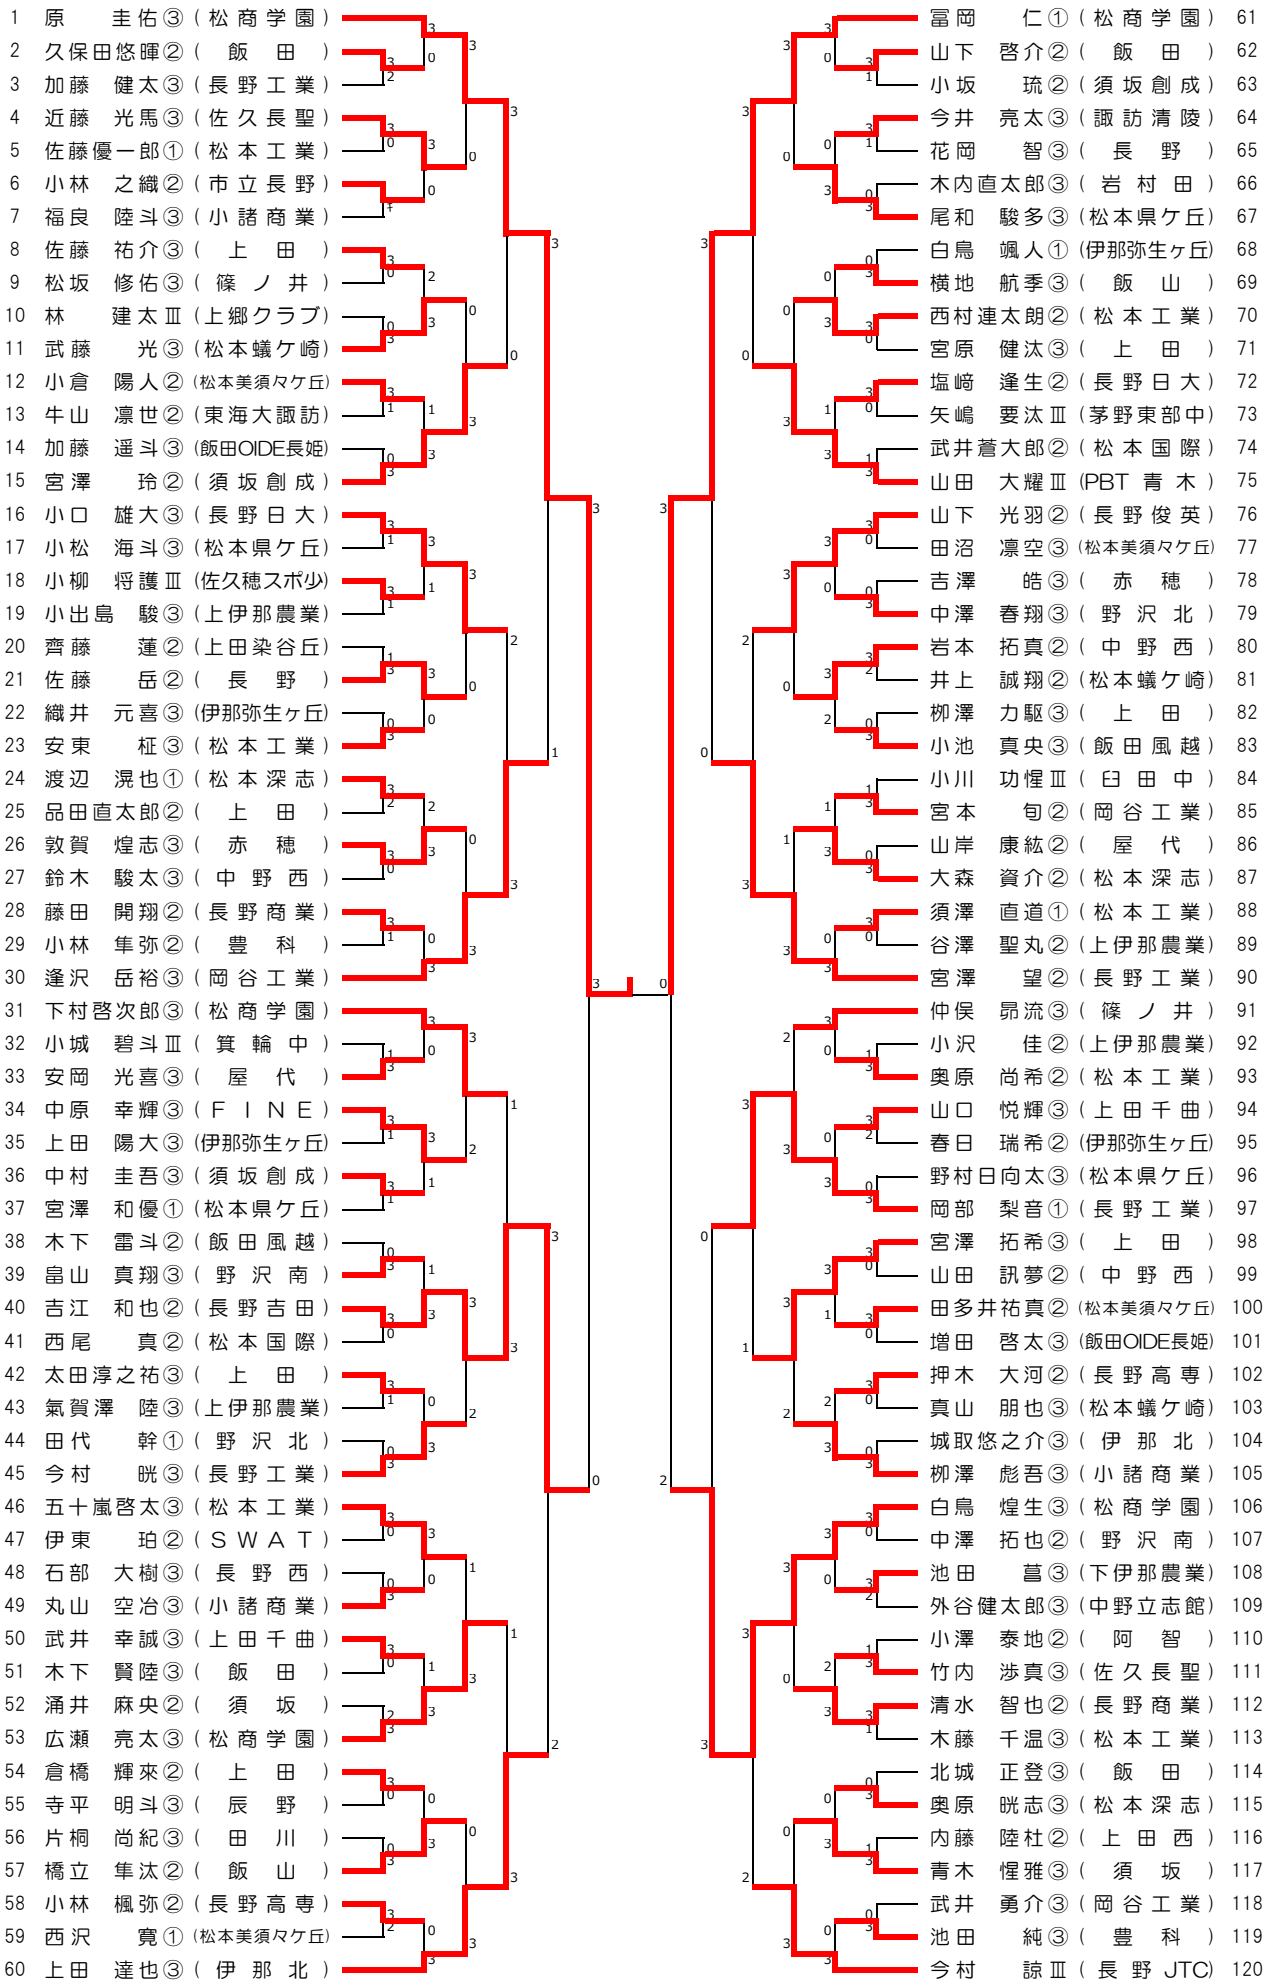 1 原 圭佑③ (松商学園)
2 久保田悠暉② ( 飯 田 )
3 加藤 健太③ (長野工業)
4 近藤 光馬③ (佐久長聖)
5 佐藤優一郎① (松本工業)
6 小林 之織② (市立長野)
7 福良 陸斗③ (小諸商業)
8 佐藤 祐介③ ( 上 田 )
9 松坂 修佑③ (篠ノ井)
10 林 建太Ⅲ (上郷クラブ)
11 武藤 光③ (松本蟻ケ崎)
12 小倉 陽人② (松本美須々ケ丘)
13 牛山 凛世② (東海大諏訪)
14 加藤 遥斗③ (飯田OIDE長姫)
15 宮澤 玲② (須坂創成)
16 小口 雄大③ (長野日大)
17 小松 海斗③ (松本県ケ丘)
18 小柳 将護Ⅲ (佐久穂スポ少)
19 小出島 駿③ (上伊那農業)
20 齊藤 蓮② (上田染谷丘)
21 佐藤 岳② ( 長 野 )
22 織井 元喜③ (伊那弥生ヶ丘)
23 安東 柾③ (松本工業)
24 渡辺 滉也① (松本深志)
25 品田直太郎② ( 上 田 )
26 敦賀 煌志③ ( 赤 穂 )
27 鈴木 駿太③ (中野西)
28 藤田 開翔② (長野商業)
29 小林 隼弥② ( 豊 科 )
30 逢沢 岳裕③ (岡谷工業)
31 下村啓次郎③ (松商学園)
32 小城 碧斗Ⅲ (箕輪中)
33 安岡 光喜③ ( 屋 代 )
34 中原 幸輝③ (FINE)
35 上田 陽大③ (伊那弥生ヶ丘)
36 中村 圭吾③ (須坂創成)
37 宮澤 和優① (松本県ケ丘)
38 木下 雷斗② (飯田風越)
39 畠山 真翔③ (野沢南)
40 吉江 和也② (長野吉田)
41 西尾 真② (松本国際)
42 太田淳之祐③ ( 上 田 )
43 氣賀澤 陸③ (上伊那農業)
44 田代 幹① (野沢北)
45 今村 晄③ (長野工業)
46 五十嵐啓太③ (松本工業)
47 伊東 珀② (SWAT)
48 石部 大樹③ (長野西)
49 丸山 空冶③ (小諸商業)
50 武井 幸誠③ (上田千曲)
51 木下 賢陸③ ( 飯 田 )
52 涌井 麻央② ( 須 坂 )
53 広瀬 亮太③ (松商学園)
54 倉橋 輝來② ( 上 田 )
55 寺平 明斗③ ( 辰 野 )
56 片桐 尚紀③ ( 田 川 )
57 橋立 隼汰② ( 飯 山 )
58 小林 楓弥② (長野高専)
59 西沢 寛① (松本美須々ケ丘)
60 上田 達也③ (伊那北)
冨岡 仁① (松商学園) 61
山下 啓介② ( 飯 田 ) 62
小坂 琉② (須坂創成) 63
今井 亮太③ (諏訪清陵) 64
花岡 智③ ( 長 野 ) 65
木内直太郎③ (岩村田) 66
尾和 駿多③ (松本県ケ丘) 67
白鳥 颯人① (伊那弥生ヶ丘) 68
横地 航季③ ( 飯 山 ) 69
西村連太朗② (松本工業) 70
宮原 健汰③ ( 上 田 ) 71
塩﨑 逢生② (長野日大) 72
矢嶋 要汰Ⅲ (茅野東部中) 73
武井蒼大郎② (松本国際) 74
山田 大耀Ⅲ (PBT 青木) 75
山下 光羽② (長野俊英) 76
田沼 凛空③ (松本美須々ケ丘) 77
吉澤 皓③ ( 赤 穂 ) 78
中澤 春翔③ (野沢北) 79
岩本 拓真② (中野西) 80
井上 誠翔② (松本蟻ケ崎) 81
栁澤 力駆③ ( 上 田 ) 82
小池 真央③ (飯田風越) 83
小川 功惺Ⅲ (臼田中) 84
宮本 旬② (岡谷工業) 85
山岸 康紘② ( 屋 代 ) 86
大森 資介② (松本深志) 87
須澤 直道① (松本工業) 88
谷澤 聖丸② (上伊那農業) 89
宮澤 望② (長野工業) 90
仲俣 昴流③ (篠ノ井) 91
小沢 佳② (上伊那農業) 92
奥原 尚希② (松本工業) 93
山口 悦輝③ (上田千曲) 94
春日 瑞希② (伊那弥生ヶ丘) 95
野村日向太③ (松本県ケ丘) 96
岡部 梨音① (長野工業) 97
宮澤 拓希③ ( 上 田 ) 98
山田 訊夢② (中野西) 99
田多井祐真② (松本美須々ケ丘) 100
増田 啓太③ (飯田OIDE長姫) 101
押木 大河② (長野高専) 102
真山 朋也③ (松本蟻ケ崎) 103
城取悠之介③ (伊那北) 104
栁澤 彪吾③ (小諸商業) 105
白鳥 煌生③ (松商学園) 106
中澤 拓也② (野沢南) 107
池田 菖③ (下伊那農業) 108
外谷健太郎③ (中野立志館) 109
小澤 泰地② ( 阿 智 ) 110
竹内 渉真③ (佐久長聖) 111
清水 智也② (長野商業) 112
木藤 千温③ (松本工業) 113
北城 正登③ ( 飯 田 ) 114
奥原 晄志③ (松本深志) 115
内藤 陸杜② (上田西) 116
青木 惺雅③ ( 須 坂 ) 117
武井 勇介③ (岡谷工業) 118
池田 純③ ( 豊 科 ) 119
今村 諒Ⅲ (長野 JTC) 120